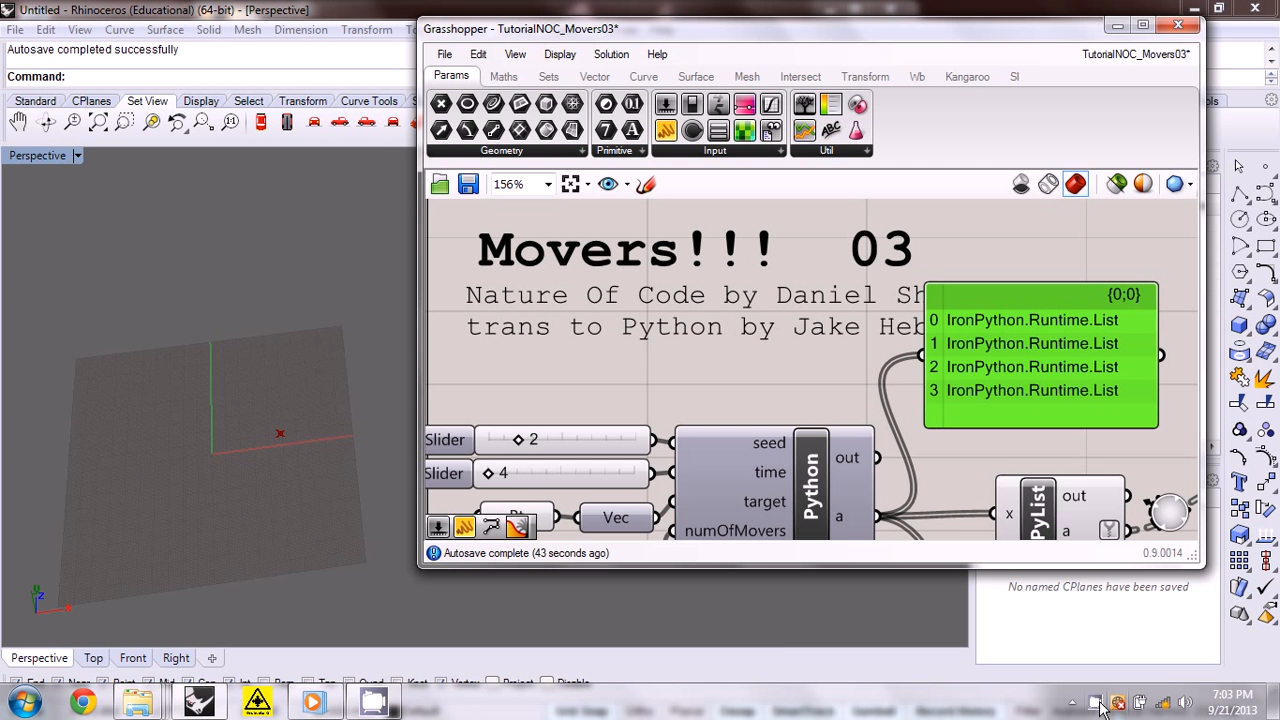 Untitled - Rhinoceros (Educational) (64-bit) - [Perspective]
File Edit View Curve Surface Solid Mesh Dimension
Autosave completed successfully
Command:
Standard CPlanes Set View Display Select Transform Curve Tools
Perspective
Grasshopper - TutorialNOC_Movers03*
File Edit View Display Solution Help TutorialNOC_Movers03*
Params Maths Sets Vector Curve Surface Mesh Intersect Transform Wb Kangaroo SI
Geometry Primitive Input Util
156%
Movers!!! 03
Nature Of Code by Daniel Sh
trans to Python by Jake Heb
{0;0}
0 IronPython.Runtime.List
1 IronPython.Runtime.List
2 IronPython.Runtime.List
3 IronPython.Runtime.List
Slider 2
Slider 4
Vec
seed
time
target
numOfMovers
Python
out
a
x
PyList
out
a
Autosave complete (43 seconds ago) 0.9.0014
No named CPlanes have been saved
Perspective Top Front Right
7:03 PM
9/21/2013